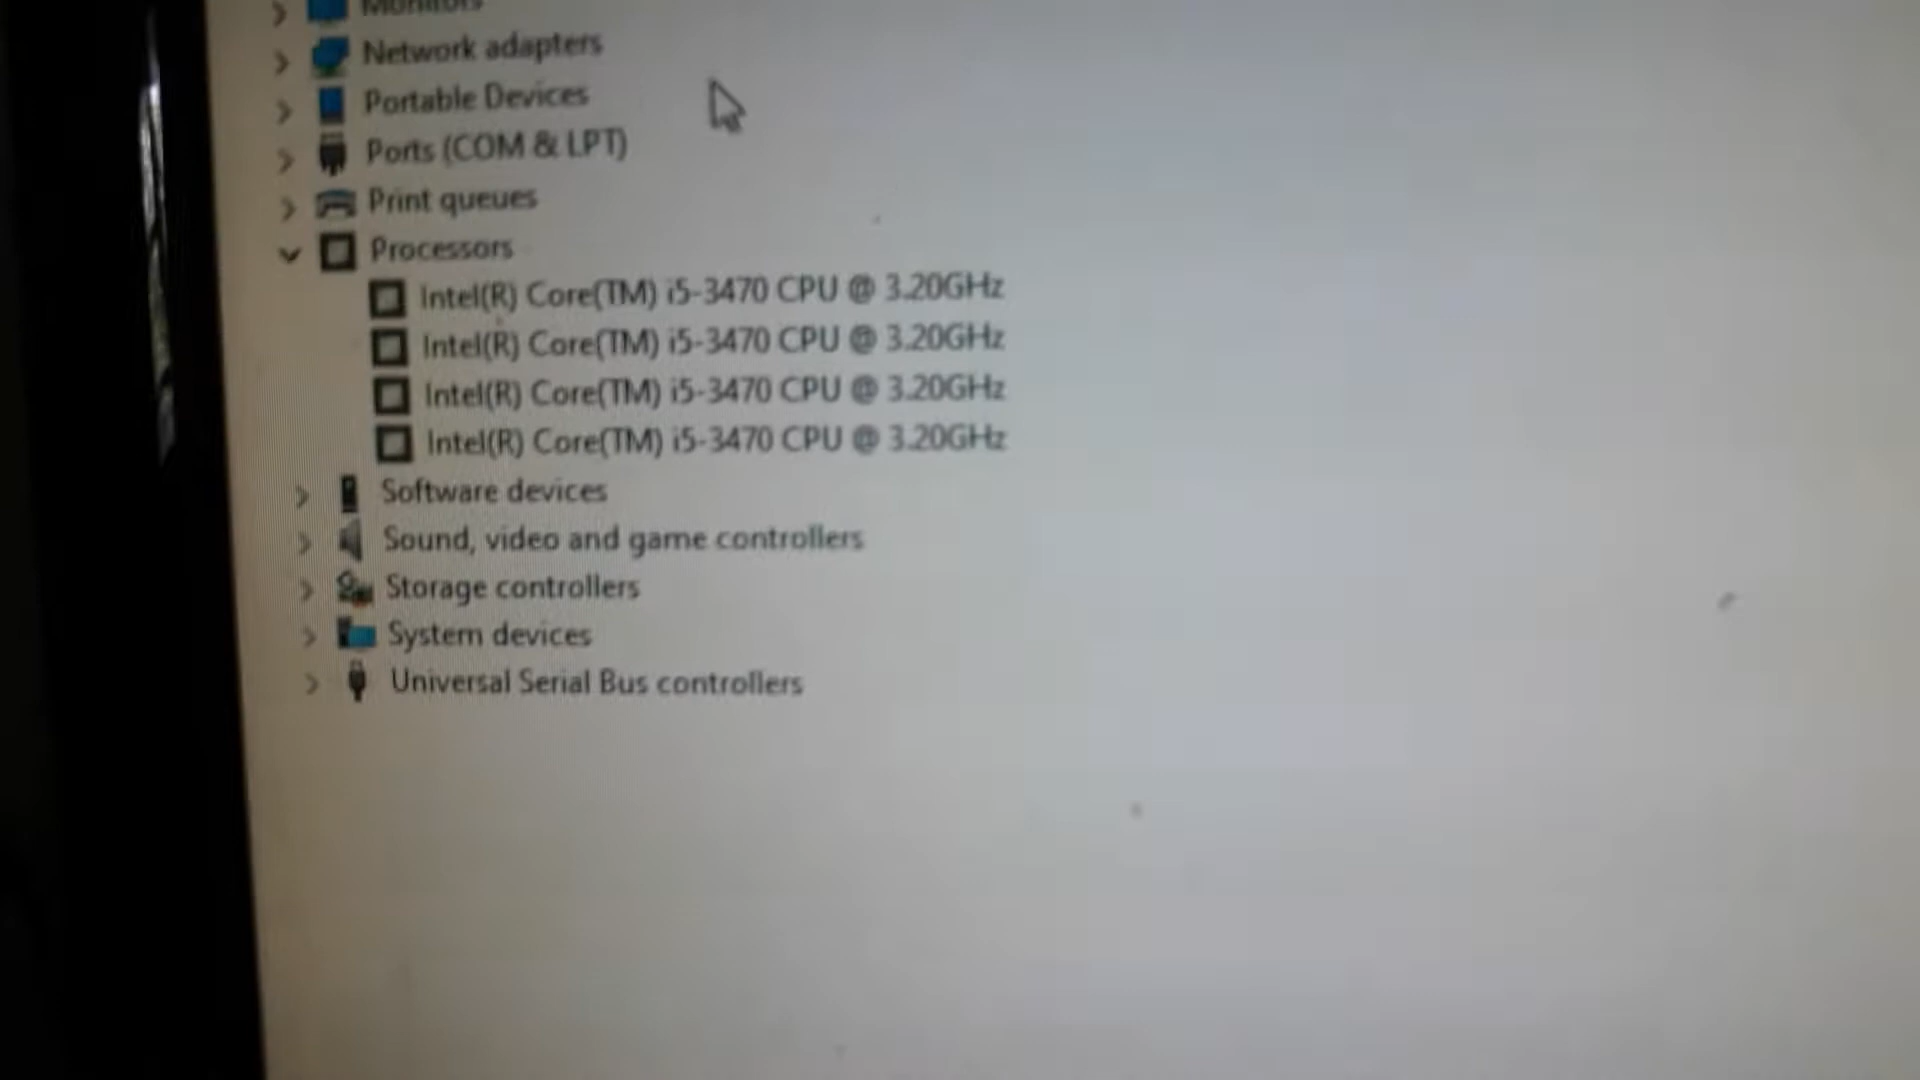 Monitors
Network adapters
Portable Devices
Ports (COM & LPT)
Print queues
Processors
Intel(R) Core(TM) i5-3470 CPU @ 3.20GHz
Intel(R) Core(TM) i5-3470 CPU @ 3.20GHz
Intel(R) Core(TM) i5-3470 CPU @ 3.20GHz
Intel(R) Core(TM) i5-3470 CPU @ 3.20GHz
Software devices
Sound, video and game controllers
Storage controllers
System devices
Universal Serial Bus controllers